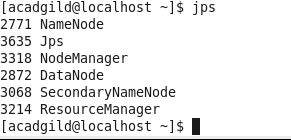 [acadgild@localhost ~]$ jps
2771 NameNode
3635 Jps
3318 NodeManager
2872 DataNode
3068 SecondaryNameNode
3214 ResourceManager
[acadgild@localhost ~]$